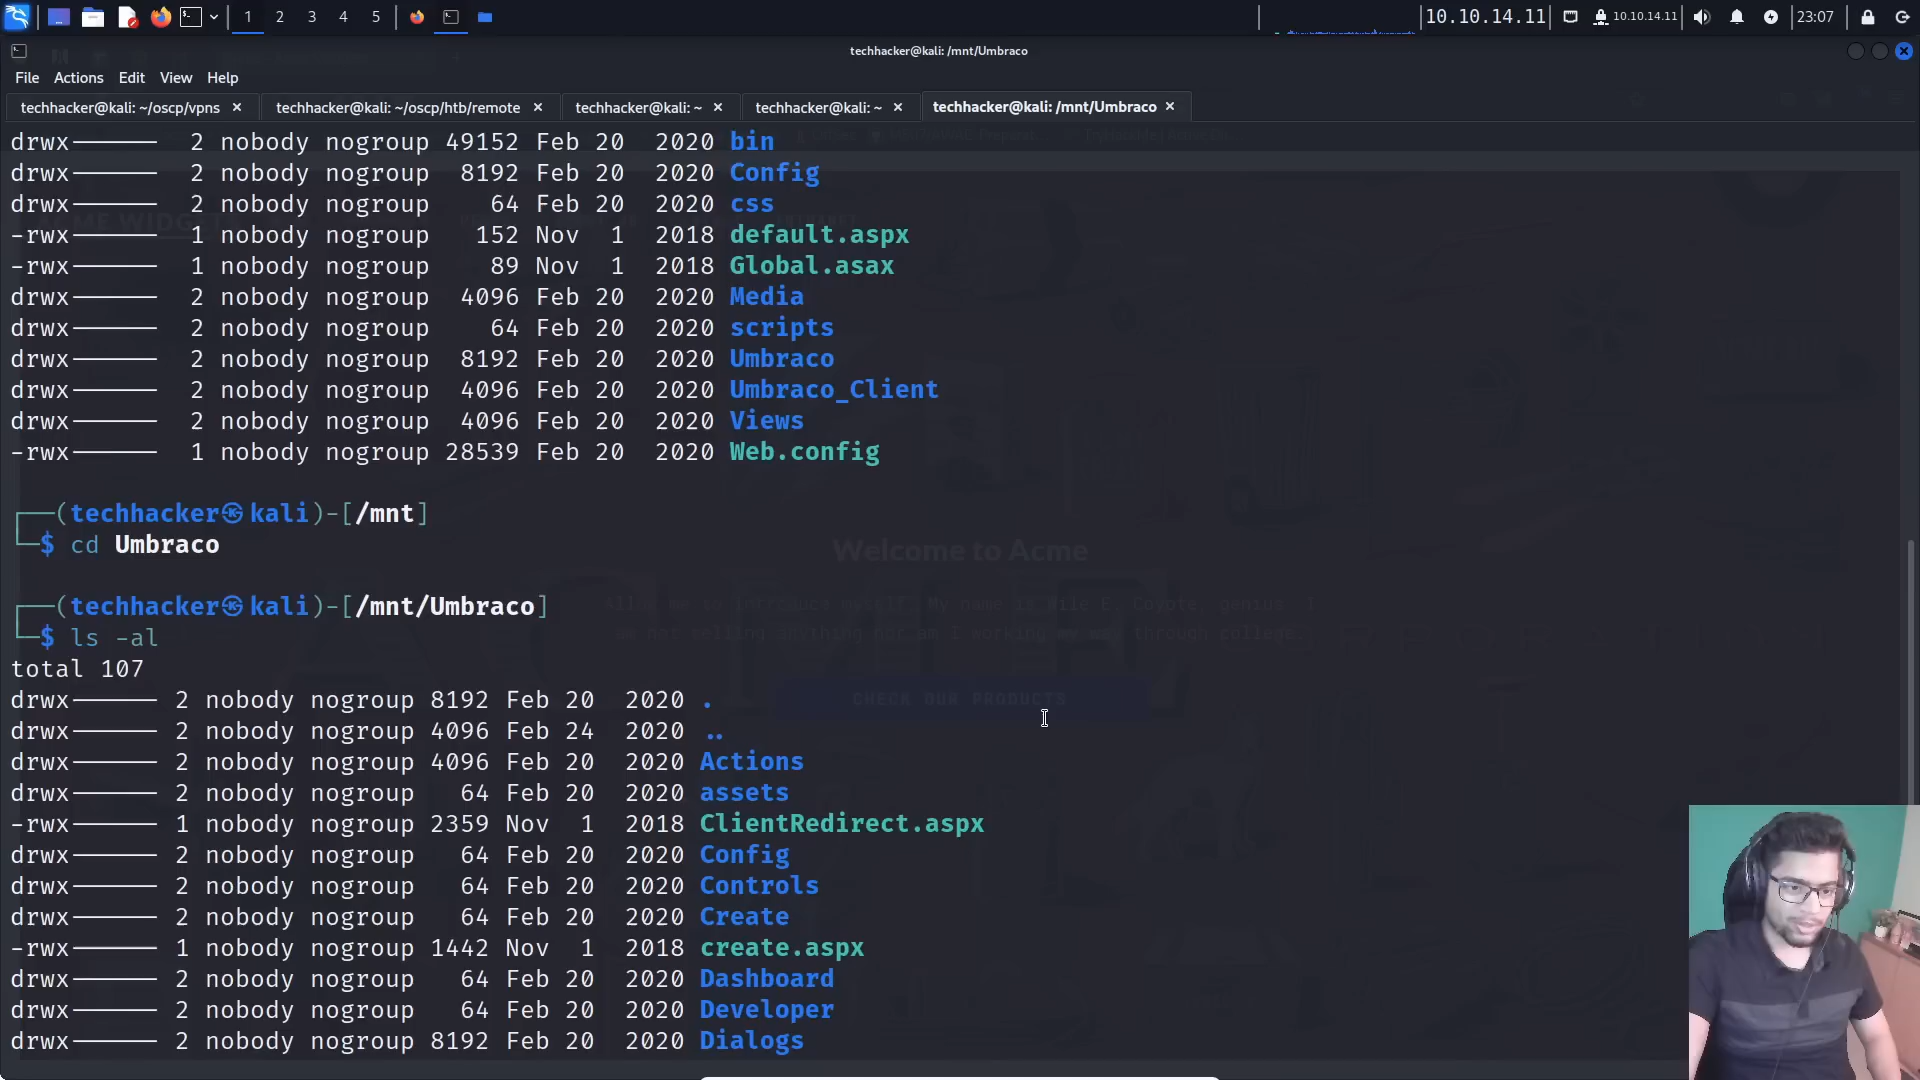 1 2 3 4 5 10.10.14.11 10.10.14.11 23:07
techhacker@kali: /mnt/Umbraco
File Actions Edit View Help
techhacker@kali: ~/oscp/vpns × techhacker@kali: ~/oscp/htb/remote × techhacker@kali: ~ × techhacker@kali: ~ × techhacker@kali: /mnt/Umbraco ×
drwx------ 2 nobody nogroup 49152 Feb 20 2020 bin
drwx------ 2 nobody nogroup 8192 Feb 20 2020 Config
drwx------ 2 nobody nogroup 64 Feb 20 2020 css
-rwx------ 1 nobody nogroup 152 Nov 1 2018 default.aspx
-rwx------ 1 nobody nogroup 89 Nov 1 2018 Global.asax
drwx------ 2 nobody nogroup 4096 Feb 20 2020 Media
drwx------ 2 nobody nogroup 64 Feb 20 2020 scripts
drwx------ 2 nobody nogroup 8192 Feb 20 2020 Umbraco
drwx------ 2 nobody nogroup 4096 Feb 20 2020 Umbraco_Client
drwx------ 2 nobody nogroup 4096 Feb 20 2020 Views
-rwx------ 1 nobody nogroup 28539 Feb 20 2020 Web.config
┌──(techhacker㉿kali)-[/mnt]
└─$ cd Umbraco
Welcome to Acme
┌──(techhacker㉿kali)-[/mnt/Umbraco]
└─$ ls -al
total 107
drwx------ 2 nobody nogroup 8192 Feb 20 2020 .
CHECK OUR PRODUCTS
drwx------ 2 nobody nogroup 4096 Feb 24 2020 ..
drwx------ 2 nobody nogroup 4096 Feb 20 2020 Actions
drwx------ 2 nobody nogroup 64 Feb 20 2020 assets
-rwx------ 1 nobody nogroup 2359 Nov 1 2018 ClientRedirect.aspx
drwx------ 2 nobody nogroup 64 Feb 20 2020 Config
drwx------ 2 nobody nogroup 64 Feb 20 2020 Controls
drwx------ 2 nobody nogroup 64 Feb 20 2020 Create
-rwx------ 1 nobody nogroup 1442 Nov 1 2018 create.aspx
drwx------ 2 nobody nogroup 64 Feb 20 2020 Dashboard
drwx------ 2 nobody nogroup 64 Feb 20 2020 Developer
drwx------ 2 nobody nogroup 8192 Feb 20 2020 Dialogs